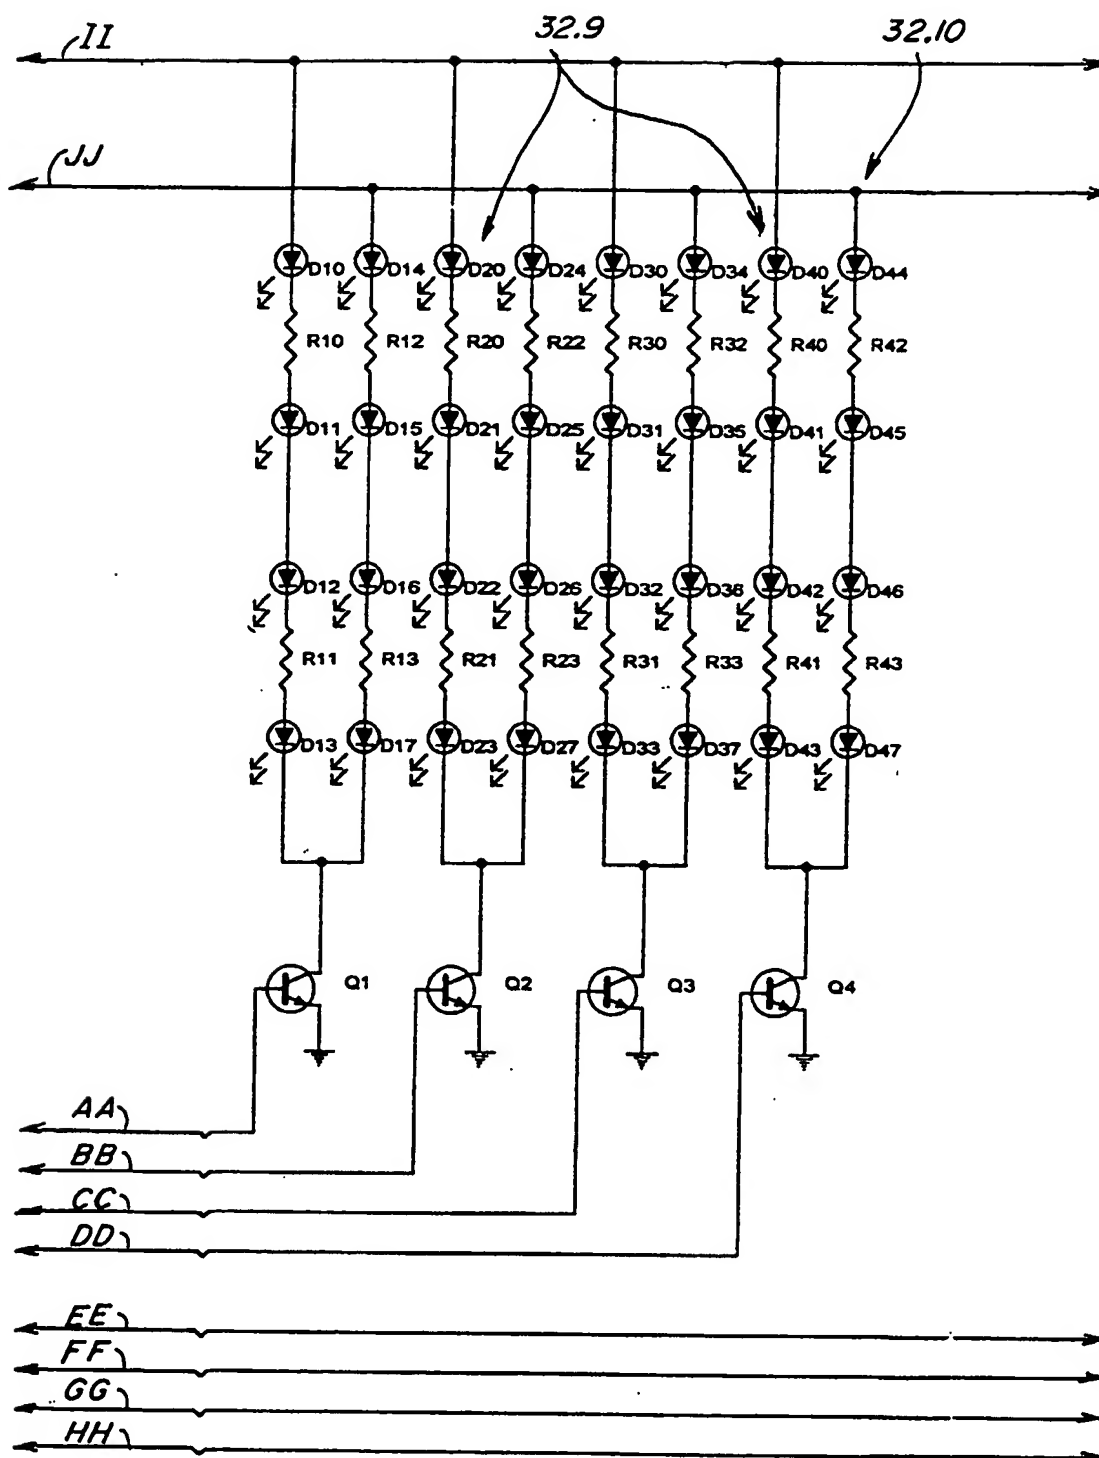 32.9 32.10
II
JJ
D10 D14 D20 D24 D30 D34 D40 D44
R10 R12 R20 R22 R30 R32 R40 R42
D11 D15 D21 D25 D31 D35 D41 D45
D12 D16 D22 D26 D32 D36 D42 D46
R11 R13 R21 R23 R31 R33 R41 R43
D13 D17 D23 D27 D33 D37 D43 D47
Q1 Q2 Q3 Q4
AA
BB
CC
DD
EE
FF
GG
HH